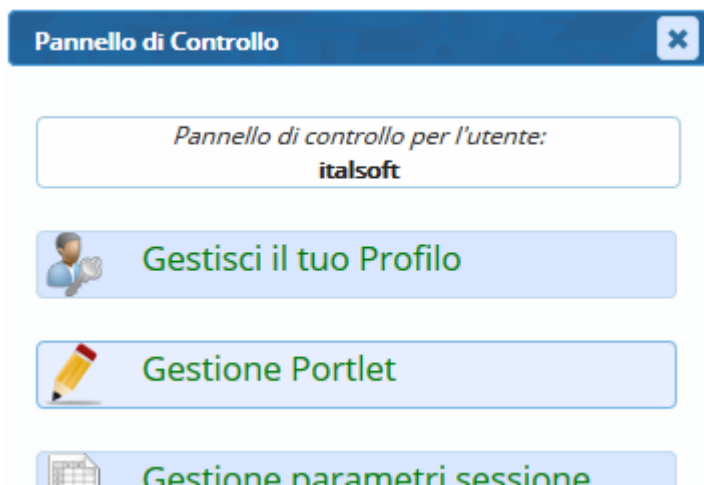 Pannello di Controllo
Pannello di controllo per l'utente:
italsoft
Gestisci il tuo Profilo
Gestione Portlet
Gestione parametri sessione